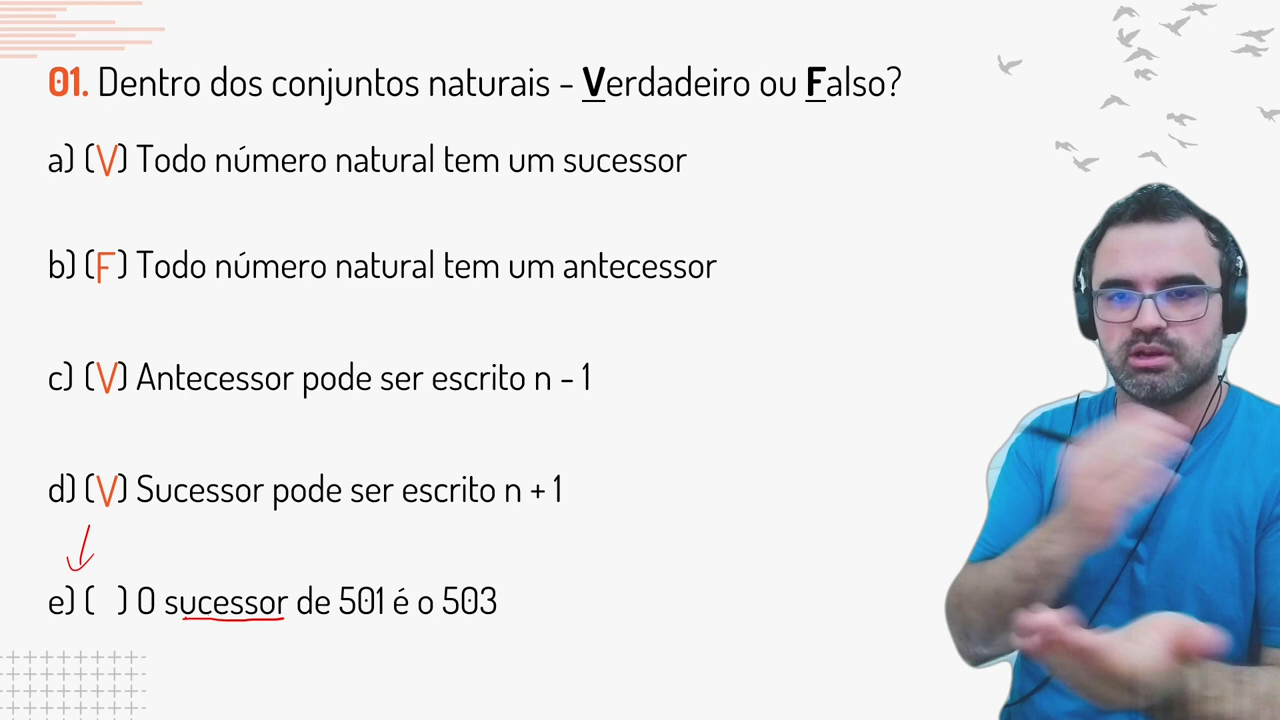 01. Dentro dos conjuntos naturais - Verdadeiro ou Falso?
a) (V) Todo número natural tem um sucessor
b) (F) Todo número natural tem um antecessor
c) (V) Antecessor pode ser escrito n - 1
d) (V) Sucessor pode ser escrito n + 1
e) ( ) O sucessor de 501 é o 503